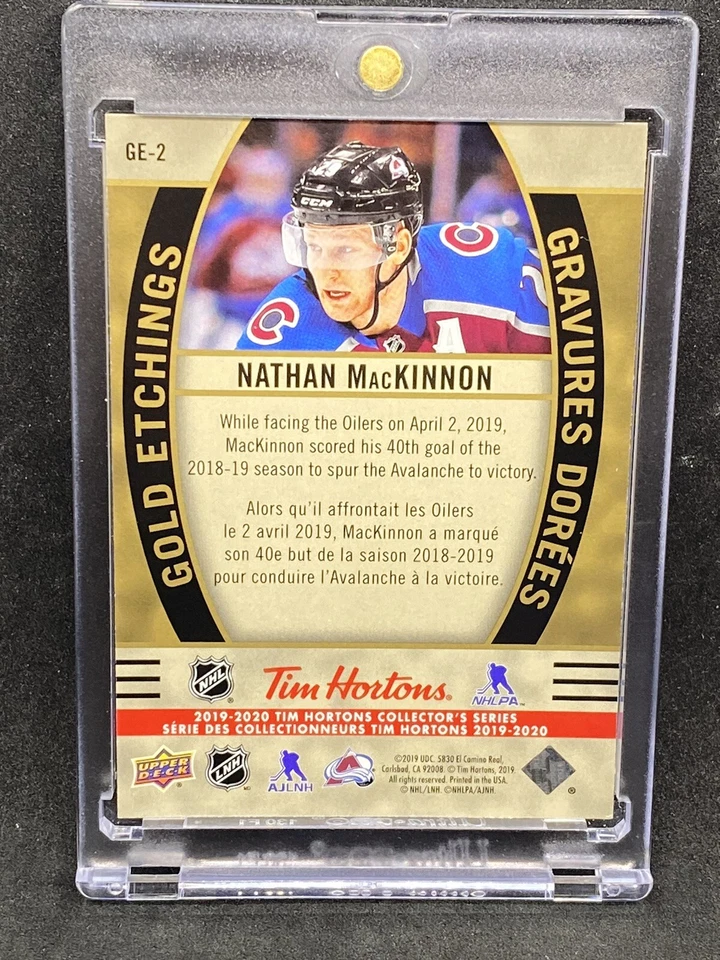 GE-2
CCM
A
GOLD ETCHINGS
GRAVURES DORÉES
NATHAN MacKINNON
While facing the Oilers on April 2, 2019,
MacKinnon scored his 40th goal of the
2018-19 season to spur the Avalanche to victory.
Alors qu'il affrontait les Oilers
le 2 avril 2019, MacKinnon a marqué
son 40e but de la saison 2018-2019
pour conduire l'Avalanche à la victoire.
NHL
Tim Hortons®
NHLPA™
2019-2020 TIM HORTONS COLLECTOR'S SERIES
SÉRIE DES COLLECTIONNEURS TIM HORTONS 2019-2020
UPPER DECK®
LNH
AJLNH
©2019 UDC. 5830 El Camino Real,
Carlsbad, CA 92008. © Tim Hortons, 2019.
All rights reserved. Printed in the USA.
© NHL/LNH. ©NHLPA/AJNH.
®